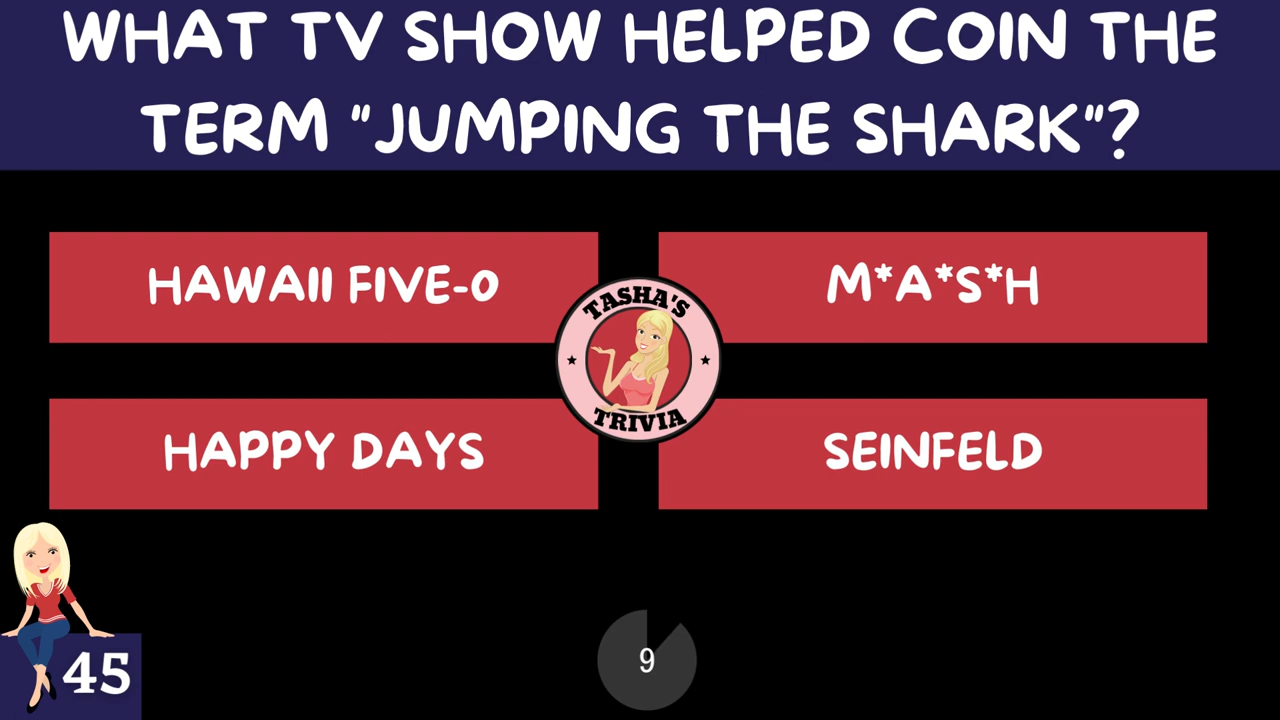 WHAT TV SHOW HELPED COIN THE
TERM "JUMPING THE SHARK"?
HAWAII FIVE-0
M*A*S*H
TASHA'S
TRIVIA
HAPPY DAYS
SEINFELD
45
9